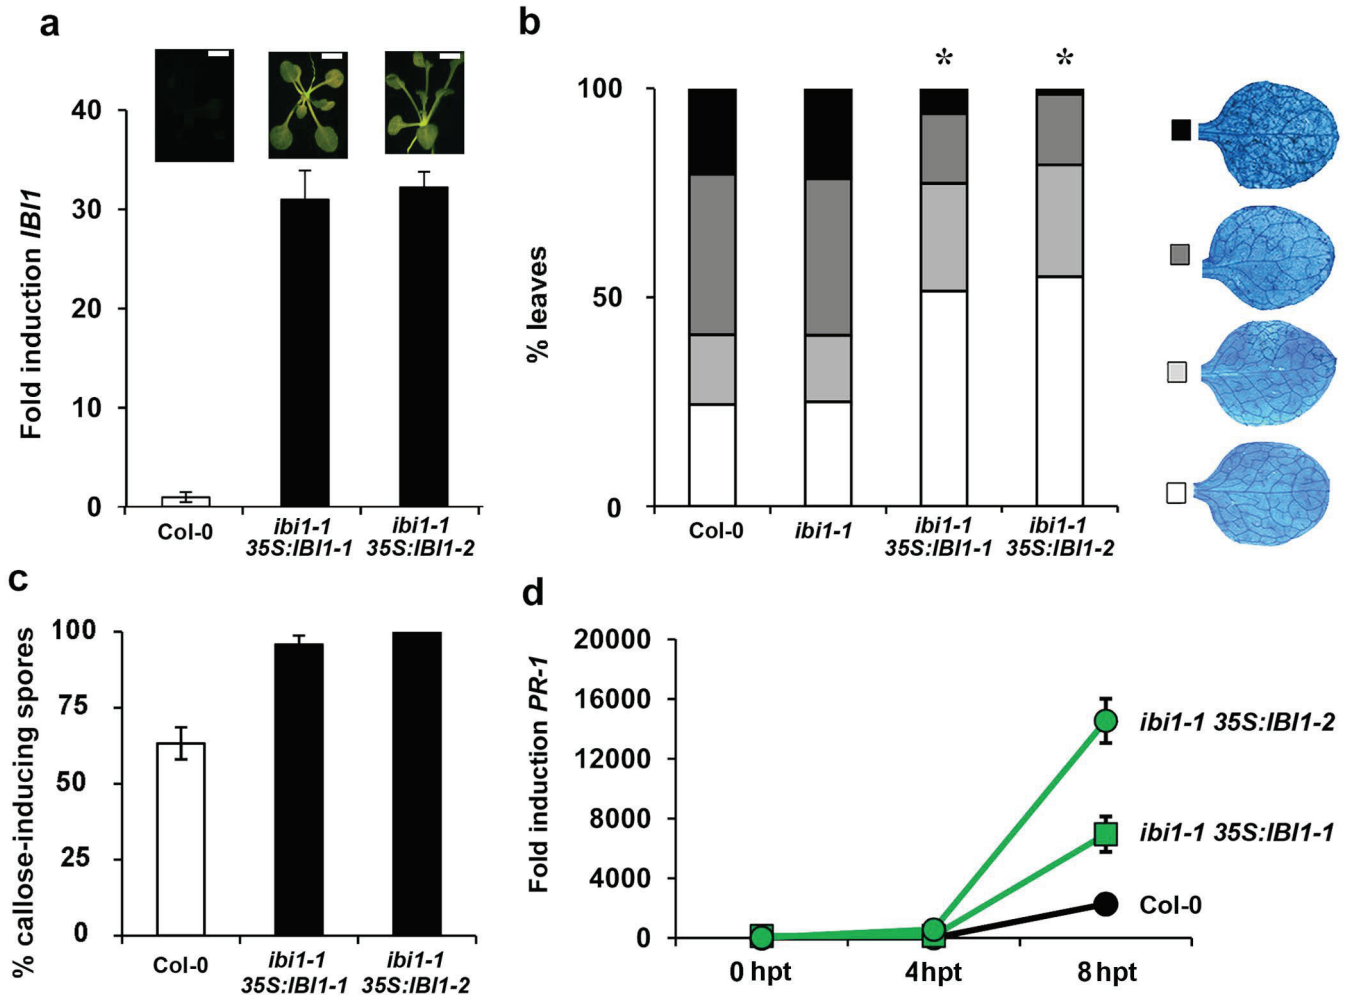 a
Fold induction IBI1
40
30
20
10
0
Col-0
ibi1-1
35S:IBI1-1
ibi1-1
35S:IBI1-2
b
% leaves
100
50
0
*
*
Col-0
ibi1-1
ibi1-1
35S:IBI1-1
ibi1-1
35S:IBI1-2
c
% callose-inducing spores
100
75
50
25
0
Col-0
ibi1-1
35S:IBI1-1
ibi1-1
35S:IBI1-2
d
Fold induction PR-1
20000
16000
12000
8000
4000
0
0 hpt
4hpt
8 hpt
ibi1-1 35S:IBI1-2
ibi1-1 35S:IBI1-1
Col-0